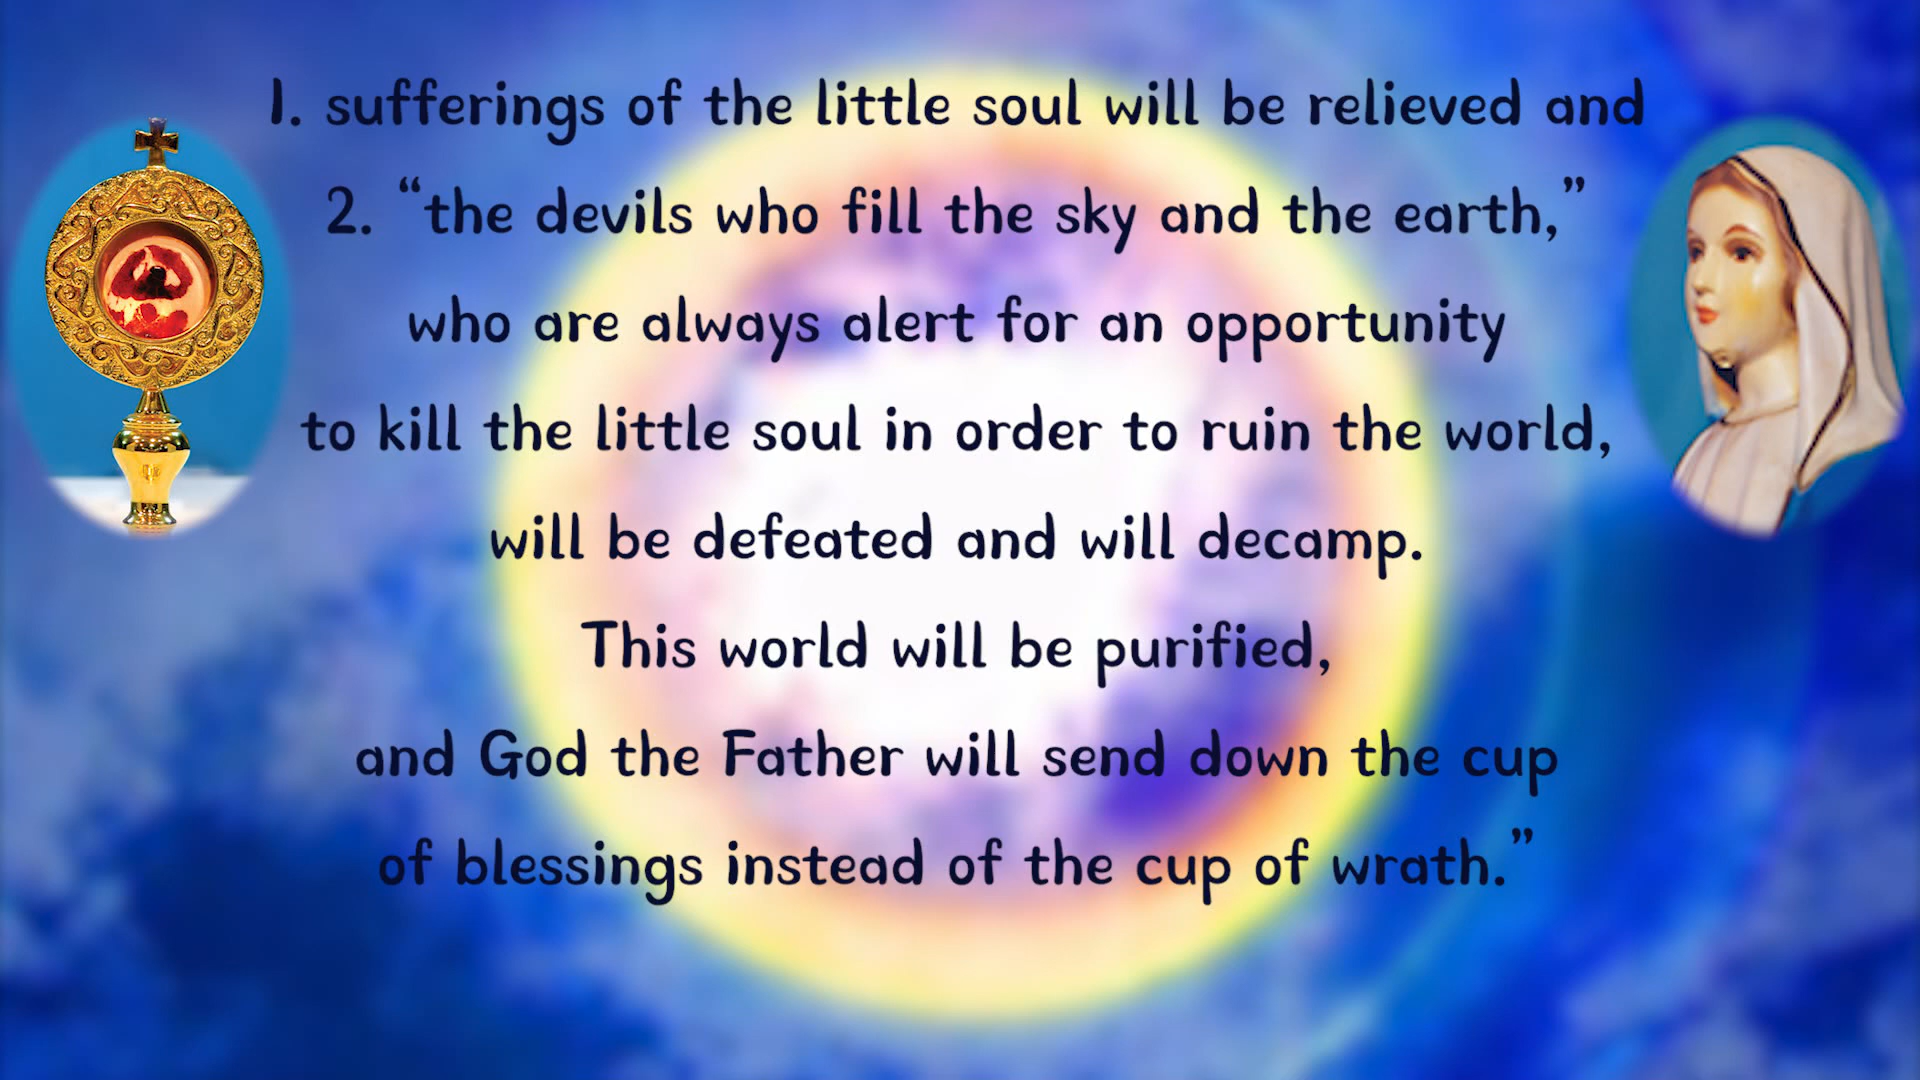 1. sufferings of the little soul will be relieved and
2. “the devils who fill the sky and the earth,”
who are always alert for an opportunity
to kill the little soul in order to ruin the world,
will be defeated and will decamp.
This world will be purified,
and God the Father will send down the cup
of blessings instead of the cup of wrath.”